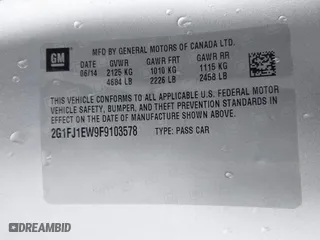 GM
MFD BY GENERAL MOTORS OF CANADA LTD.
DATE GVWR GAWR FRT GAWR RR
06/14 2125 KG 1010 KG 1115 KG
4684 LB 2226 LB 2458 LB
THIS VEHICLE CONFORMS TO ALL APPLICABLE U.S. FEDERAL MOTOR
VEHICLE SAFETY, BUMPER, AND THEFT PREVENTION STANDARDS
IN EFFECT ON THE DATE OF MANUFACTURE SHOWN ABOVE.
2G1FJ1EW9F9103578 TYPE: PASS CAR
DREAMBID